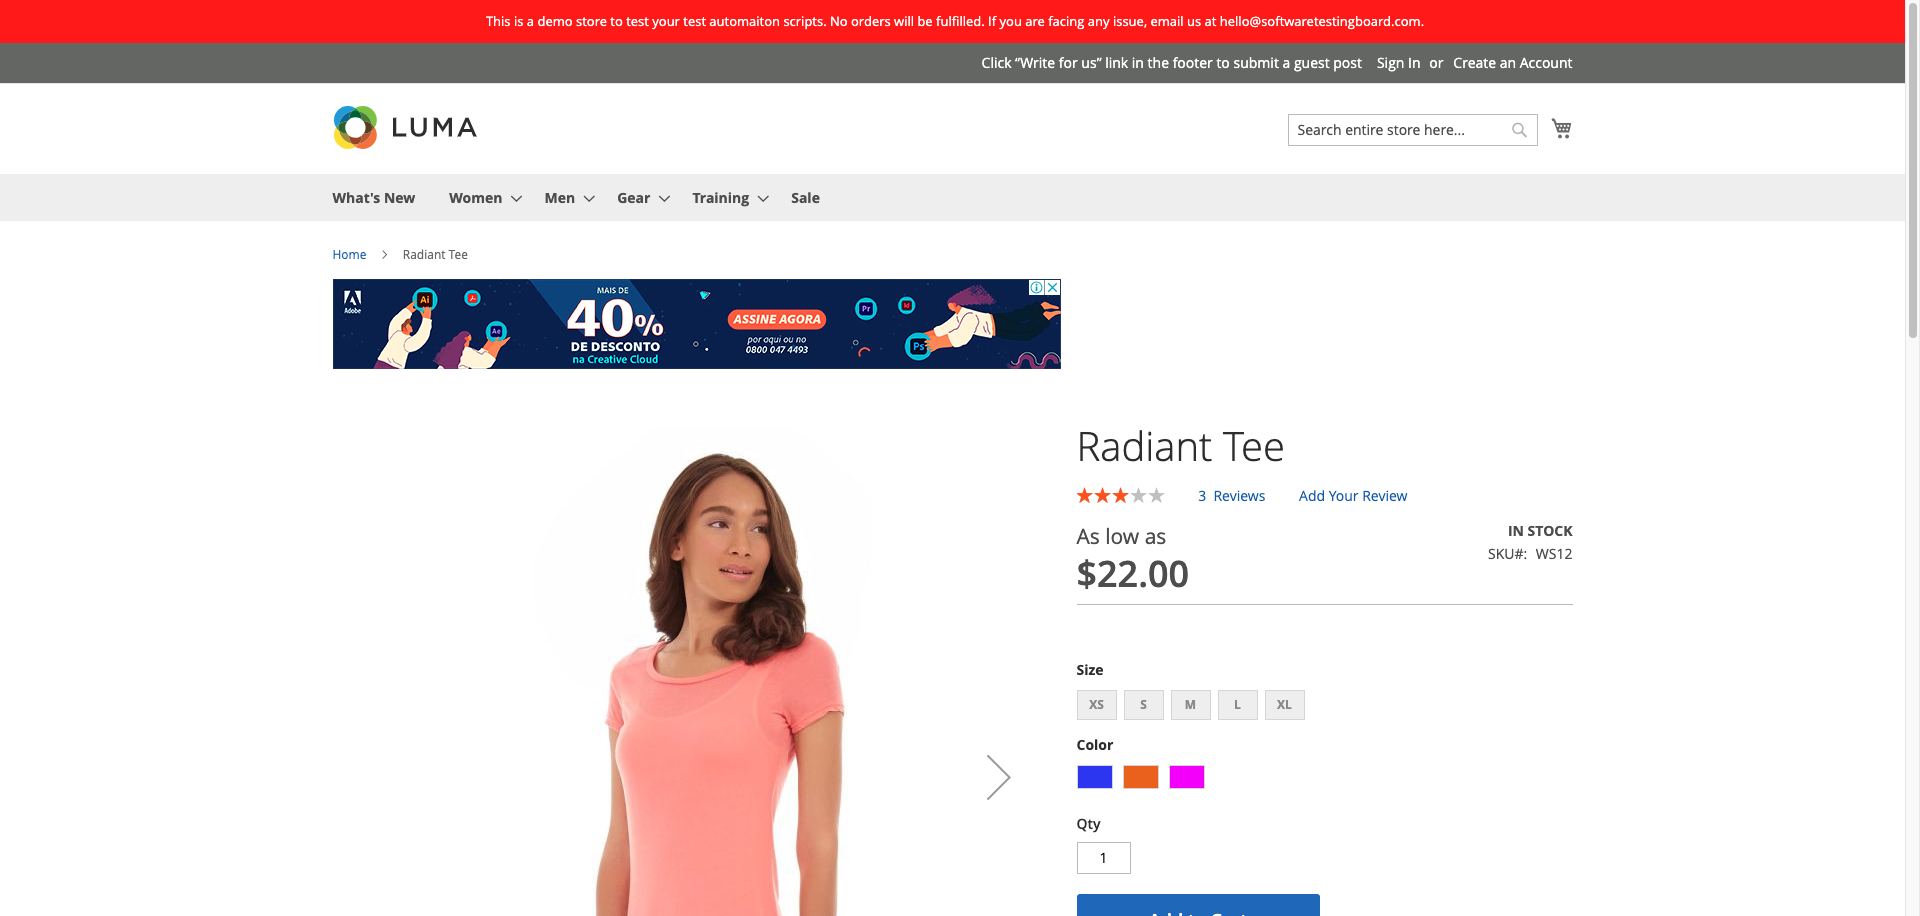 This is a demo store to test your test automaiton scripts. No orders will be fulfilled. If you are facing any issue, email us at hello@softwaretestingboard.com.
Click “Write for us” link in the footer to submit a guest post Sign In or Create an Account
LUMA
Search entire store here...
What's New Women Men Gear Training Sale
Home Radiant Tee
Adobe
Ai
Ae
MAIS DE
40%
DE DESCONTO
na Creative Cloud
ASSINE AGORA
por aqui ou no
0800 047 4493
Pr
Id
Ps
Radiant Tee
3 Reviews Add Your Review
As low as
$22.00
IN STOCK
SKU#: WS12
Size
XS S M L XL
Color
Qty
1
Add to Cart